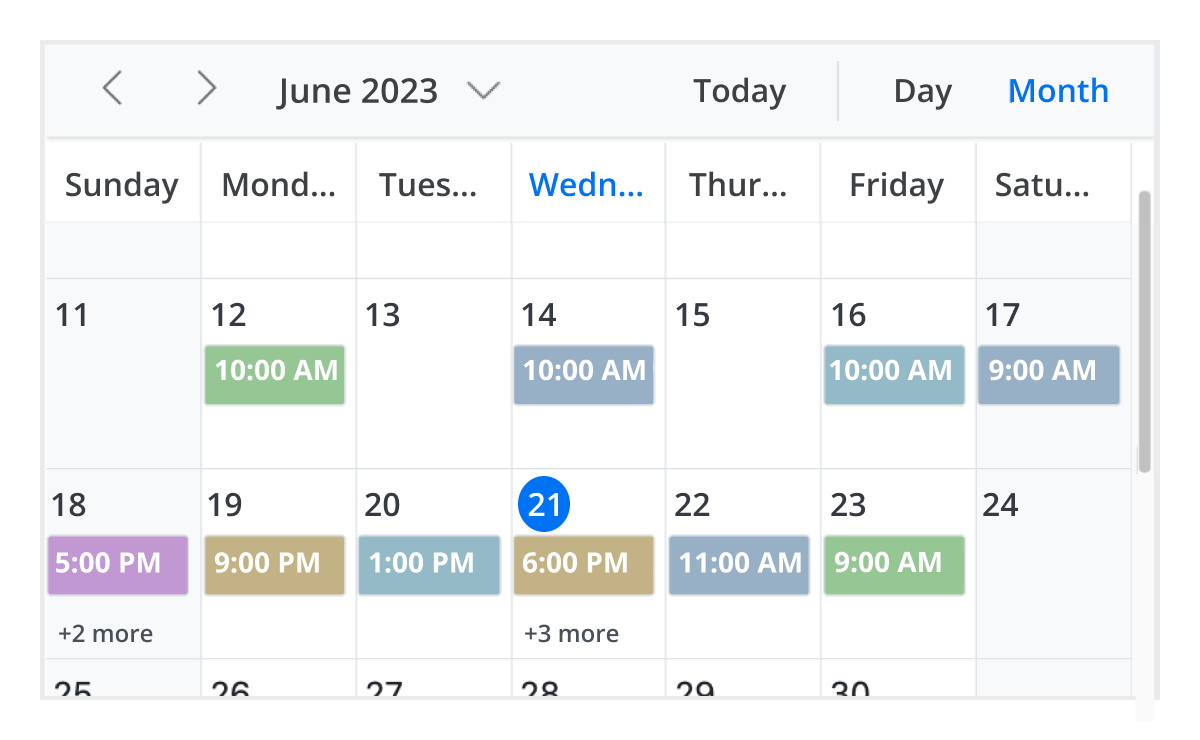 June 2023 Today Day Month
Sunday Mond... Tues... Wedn... Thur... Friday Satu...
11 12 13 14 15 16 17
10:00 AM 10:00 AM 10:00 AM 9:00 AM
18 19 20 21 22 23 24
5:00 PM 9:00 PM 1:00 PM 6:00 PM 11:00 AM 9:00 AM
+2 more +3 more
25 26 27 28 29 30